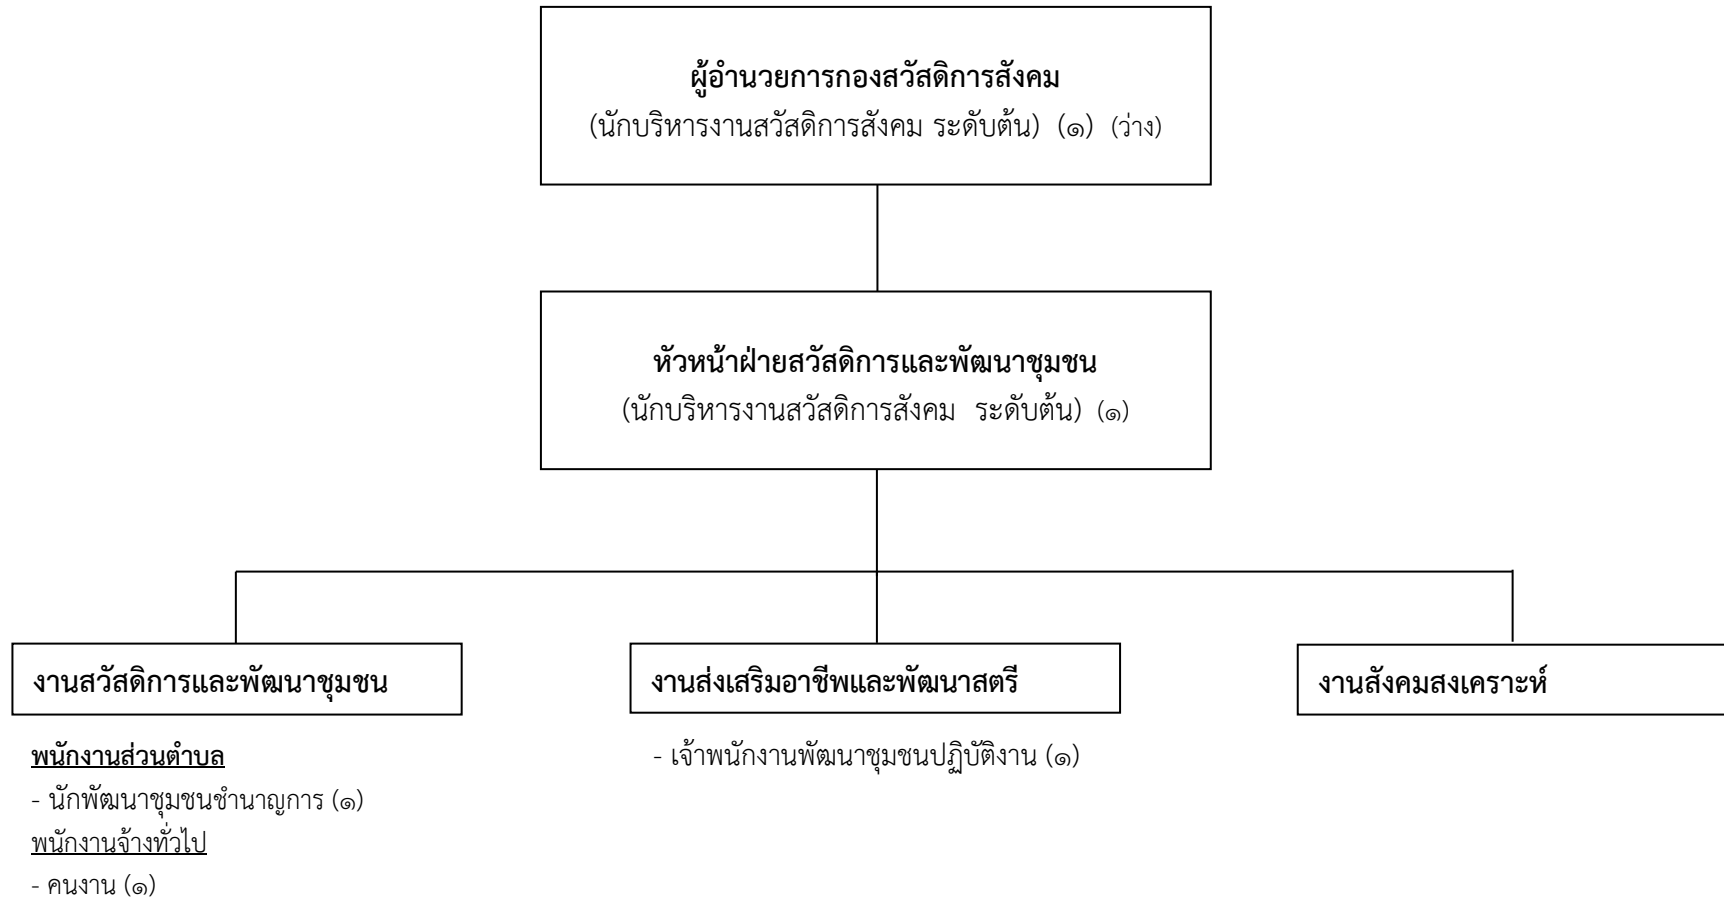 ผู้อำนวยการกองสวัสดิการสังคม
(นักบริหารงานสวัสดิการสังคม ระดับต้น) (๑) (ว่าง)
หัวหน้าฝ่ายสวัสดิการและพัฒนาชุมชน
(นักบริหารงานสวัสดิการสังคม ระดับต้น) (๑)
งานสวัสดิการและพัฒนาชุมชน
พนักงานส่วนตำบล
- นักพัฒนาชุมชนชำนาญการ (๑)
พนักงานจ้างทั่วไป
- คนงาน (๑)
งานส่งเสริมอาชีพและพัฒนาสตรี
- เจ้าพนักงานพัฒนาชุมชนปฏิบัติงาน (๑)
งานสังคมสงเคราะห์